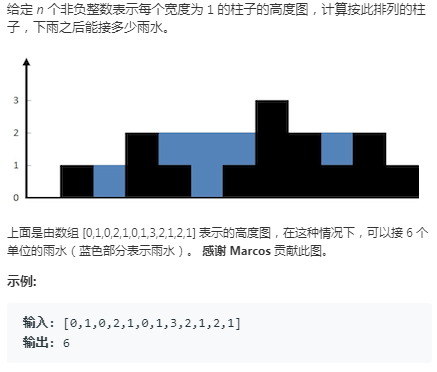 给定 n 个非负整数表示每个宽度为 1 的柱子的高度图，计算按此排列的柱
子，下雨之后能接多少雨水。
3
2
1
0
上面是由数组 [0,1,0,2,1,0,1,3,2,1,2,1] 表示的高度图，在这种情况下，可以接 6 个
单位的雨水（蓝色部分表示雨水）。 感谢 Marcos 贡献此图。
示例:
输入: [0,1,0,2,1,0,1,3,2,1,2,1]
输出: 6